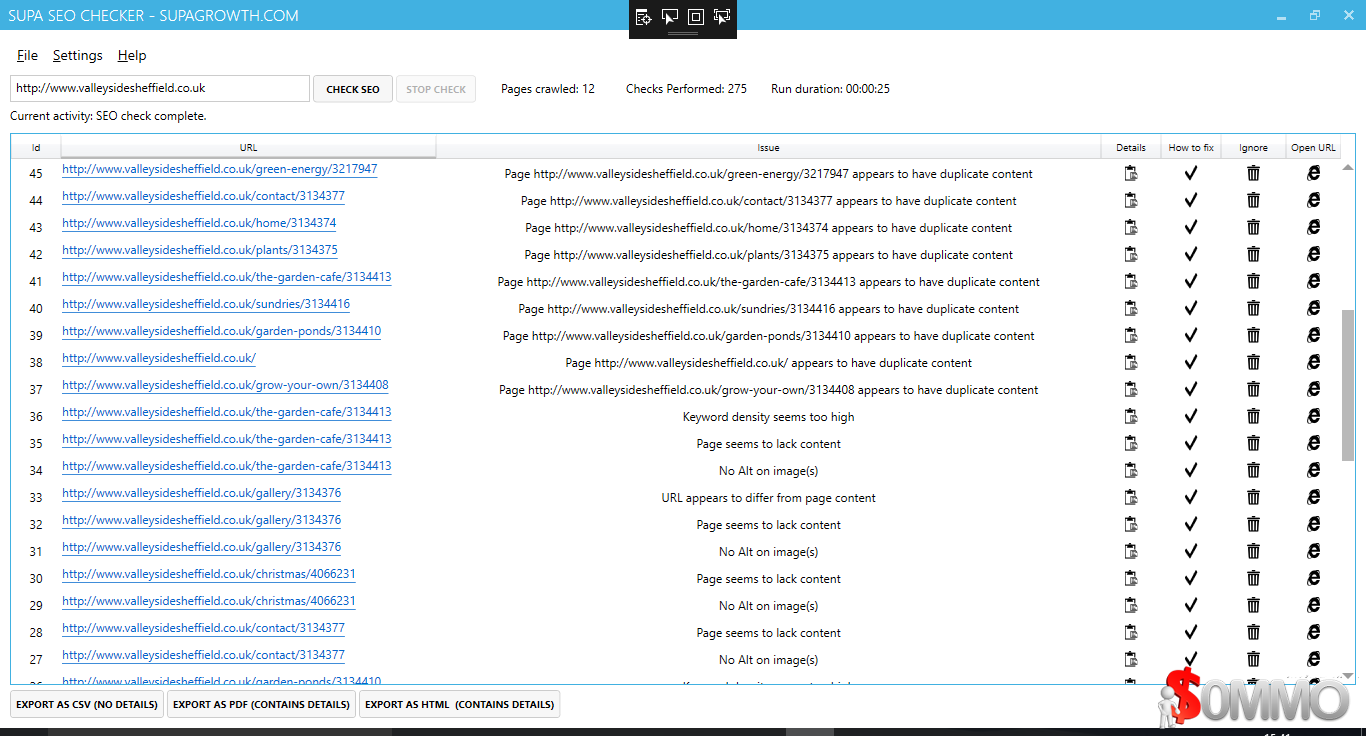 SUPA SEO CHECKER - SUPAGROWTH.COM
File Settings Help
http://www.valleysidesheffield.co.uk CHECK SEO STOP CHECK Pages crawled: 12 Checks Performed: 275 Run duration: 00:00:25
Current activity: SEO check complete.
Id URL Issue Details How to fix Ignore Open URL
45 http://www.valleysidesheffield.co.uk/green-energy/3217947 Page http://www.valleysidesheffield.co.uk/green-energy/3217947 appears to have duplicate content
44 http://www.valleysidesheffield.co.uk/contact/3134377 Page http://www.valleysidesheffield.co.uk/contact/3134377 appears to have duplicate content
43 http://www.valleysidesheffield.co.uk/home/3134374 Page http://www.valleysidesheffield.co.uk/home/3134374 appears to have duplicate content
42 http://www.valleysidesheffield.co.uk/plants/3134375 Page http://www.valleysidesheffield.co.uk/plants/3134375 appears to have duplicate content
41 http://www.valleysidesheffield.co.uk/the-garden-cafe/3134413 Page http://www.valleysidesheffield.co.uk/the-garden-cafe/3134413 appears to have duplicate content
40 http://www.valleysidesheffield.co.uk/sundries/3134416 Page http://www.valleysidesheffield.co.uk/sundries/3134416 appears to have duplicate content
39 http://www.valleysidesheffield.co.uk/garden-ponds/3134410 Page http://www.valleysidesheffield.co.uk/garden-ponds/3134410 appears to have duplicate content
38 http://www.valleysidesheffield.co.uk/ Page http://www.valleysidesheffield.co.uk/ appears to have duplicate content
37 http://www.valleysidesheffield.co.uk/grow-your-own/3134408 Page http://www.valleysidesheffield.co.uk/grow-your-own/3134408 appears to have duplicate content
36 http://www.valleysidesheffield.co.uk/the-garden-cafe/3134413 Keyword density seems too high
35 http://www.valleysidesheffield.co.uk/the-garden-cafe/3134413 Page seems to lack content
34 http://www.valleysidesheffield.co.uk/the-garden-cafe/3134413 No Alt on image(s)
33 http://www.valleysidesheffield.co.uk/gallery/3134376 URL appears to differ from page content
32 http://www.valleysidesheffield.co.uk/gallery/3134376 Page seems to lack content
31 http://www.valleysidesheffield.co.uk/gallery/3134376 No Alt on image(s)
30 http://www.valleysidesheffield.co.uk/christmas/4066231 Page seems to lack content
29 http://www.valleysidesheffield.co.uk/christmas/4066231 No Alt on image(s)
28 http://www.valleysidesheffield.co.uk/contact/3134377 Page seems to lack content
27 http://www.valleysidesheffield.co.uk/contact/3134377 No Alt on image(s)
http://www.valleysidesheffield.co.uk/garden-ponds/3134410
EXPORT AS CSV (NO DETAILS) EXPORT AS PDF (CONTAINS DETAILS) EXPORT AS HTML (CONTAINS DETAILS)
$0MMO